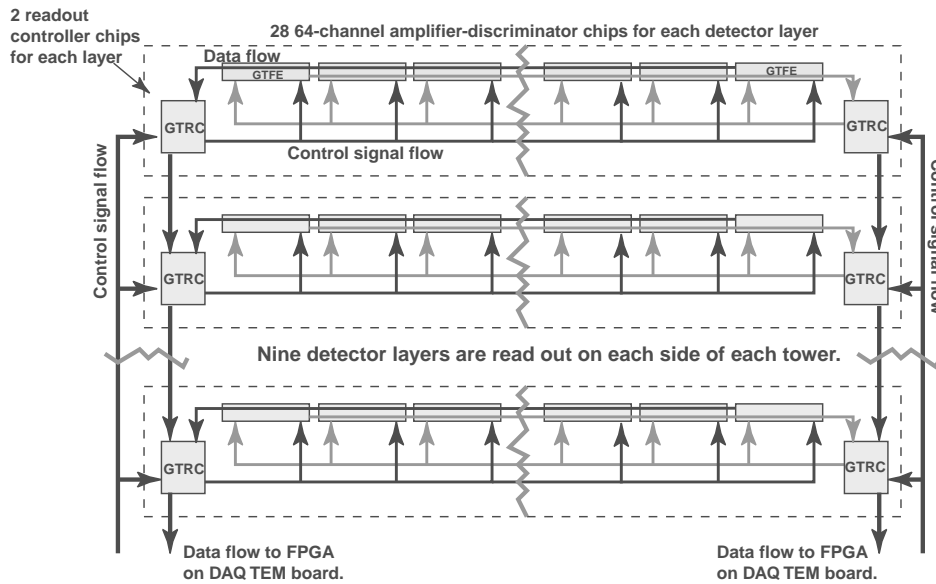 2 readout
controller chips
for each layer
28 64-channel amplifier-discriminator chips for each detector layer
Data flow
GTFE
GTFE
GTRC
GTRC
Control signal flow
Control signal flow
Control signal flow
GTRC
GTRC
Nine detector layers are read out on each side of each tower.
GTRC
GTRC
Data flow to FPGA
on DAQ TEM board.
Data flow to FPGA
on DAQ TEM board.